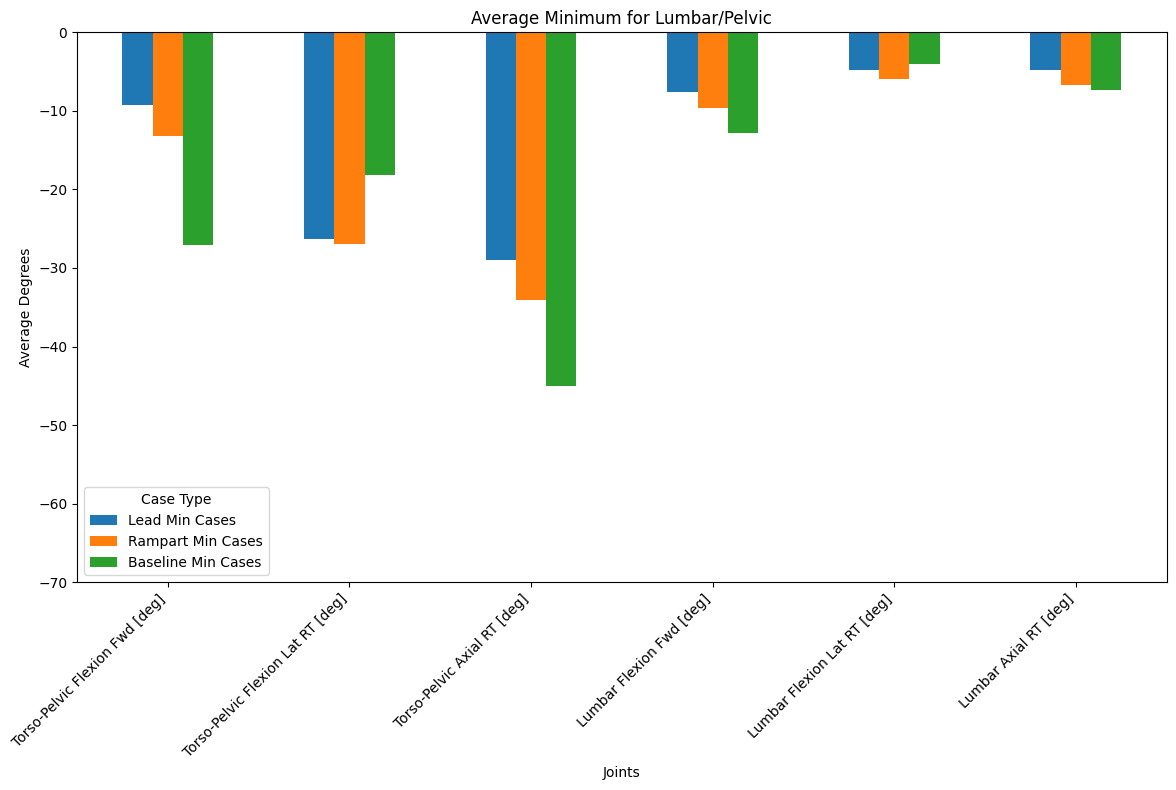 Average Minimum for Lumbar/Pelvic
0
−10
−20
−30
−40
−50
−60
−70
Average Degrees
Case Type
Lead Min Cases
Rampart Min Cases
Baseline Min Cases
Torso-Pelvic Flexion Fwd [deg]
Torso-Pelvic Flexion Lat RT [deg]
Torso-Pelvic Axial RT [deg]
Lumbar Flexion Fwd [deg]
Lumbar Flexion Lat RT [deg]
Lumbar Axial RT [deg]
Joints